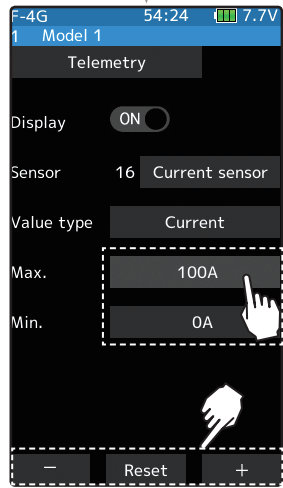 F-4G 54:24 7.7V
1 Model 1
Telemetry
Display ON
Sensor 16 Current sensor
Value type Current
Max. 100A
Min. 0A
− Reset +